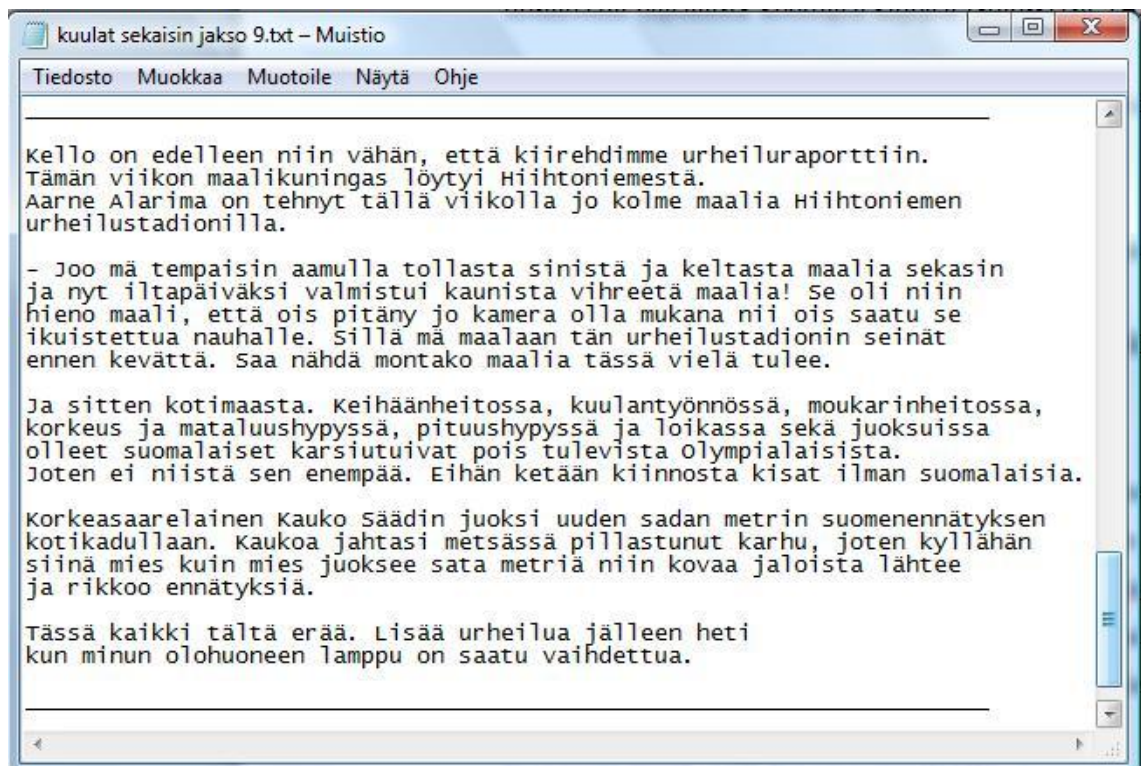 kuulat sekaisin jakso 9.txt – Muistio
Tiedosto Muokkaa Muotoile Näytä Ohje
Kello on edelleen niin vähän, että kiirehdimme urheiluraporttiin.
Tämän viikon maalikuningas löytyi Hiihtoniemestä.
Aarne Alarima on tehnyt tällä viikolla jo kolme maalia Hiihtoniemen
urheilustadionilla.
– Joo mä tempaisin aamulla tollasta sinistä ja keltasta maalia sekasin
ja nyt iltapäiväksi valmistui kaunista vihreetä maalia! Se oli niin
hieno maali, että ois pitäny jo kamera olla mukana nii ois saatu se
ikuistettua nauhalle. Sillä mä maalaan tän urheilustadionin seinät
ennen kevättä. Saa nähdä montako maalia tässä vielä tulee.
Ja sitten kotimaasta. Keihäänheitossa, kuulantyönnössä, moukarinheitossa,
korkeus ja mataluushypyssä, pituushypyssä ja loikassa sekä juoksuissa
olleet suomalaiset karsiutuivat pois tulevista Olympialaisista.
Joten ei niistä sen enempää. Eihän ketään kiinnosta kisat ilman suomalaisia.
Korkeasaarelainen Kauko Säädin juoksi uuden sadan metrin suomenennätyksen
kotikadullaan. Kaukoa jahtasi metsässä pillastunut karhu, joten kyllähän
siinä mies kuin mies juoksee sata metriä niin kovaa jaloista lähtee
ja rikkoo ennätyksiä.
Tässä kaikki tältä erää. Lisää urheilua jälleen heti
kun minun olohuoneen lamppu on saatu vaihdettua.